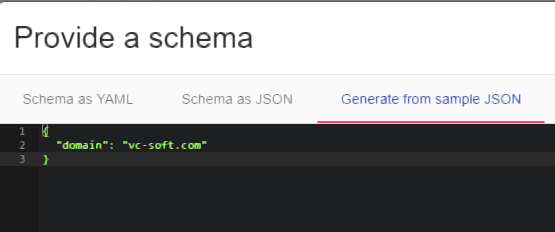 Provide a schema
Schema as YAML Schema as JSON Generate from sample JSON
1 {
2 "domain": "vc-soft.com"
3 }